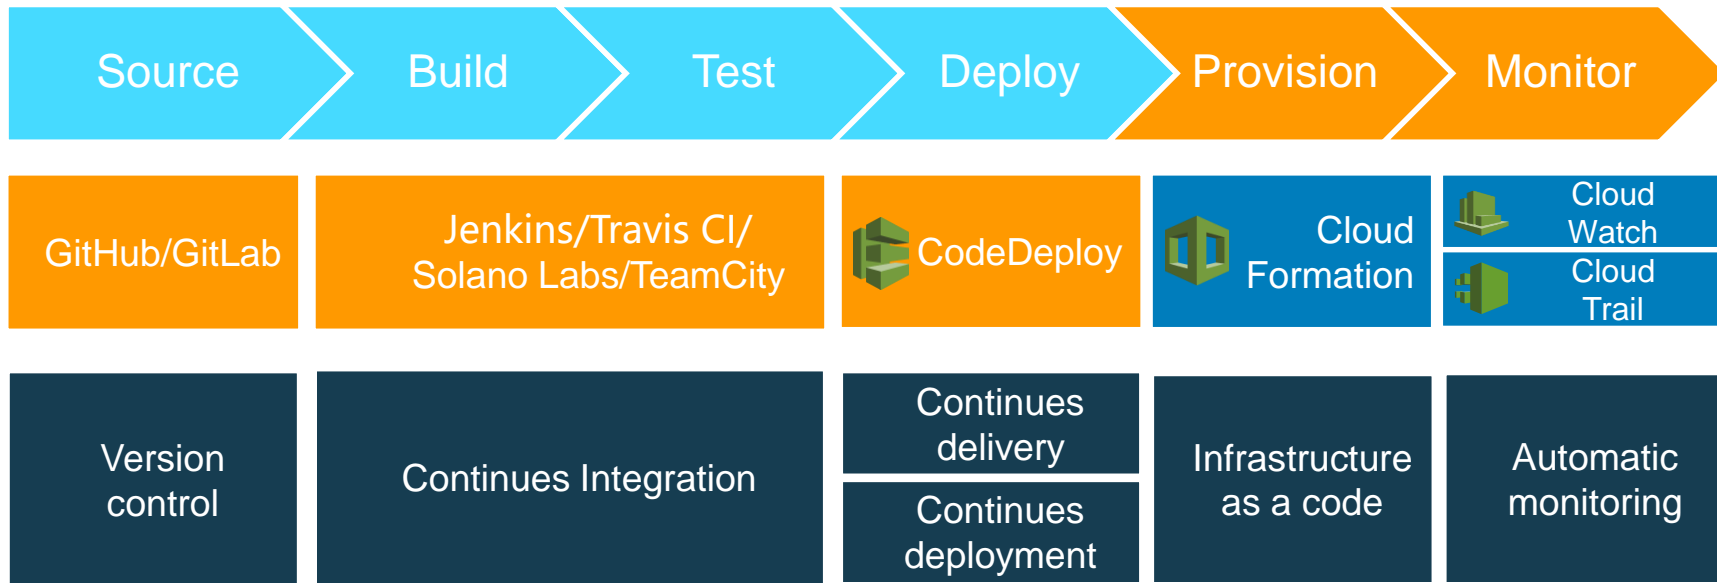 Source
Build
Test
Deploy
Provision
Monitor
GitHub/GitLab
Jenkins/Travis CI/
Solano Labs/TeamCity
CodeDeploy
Cloud
Formation
Cloud
Watch
Cloud
Trail
Version
control
Continues Integration
Continues
delivery
Continues
deployment
Infrastructure
as a code
Automatic
monitoring